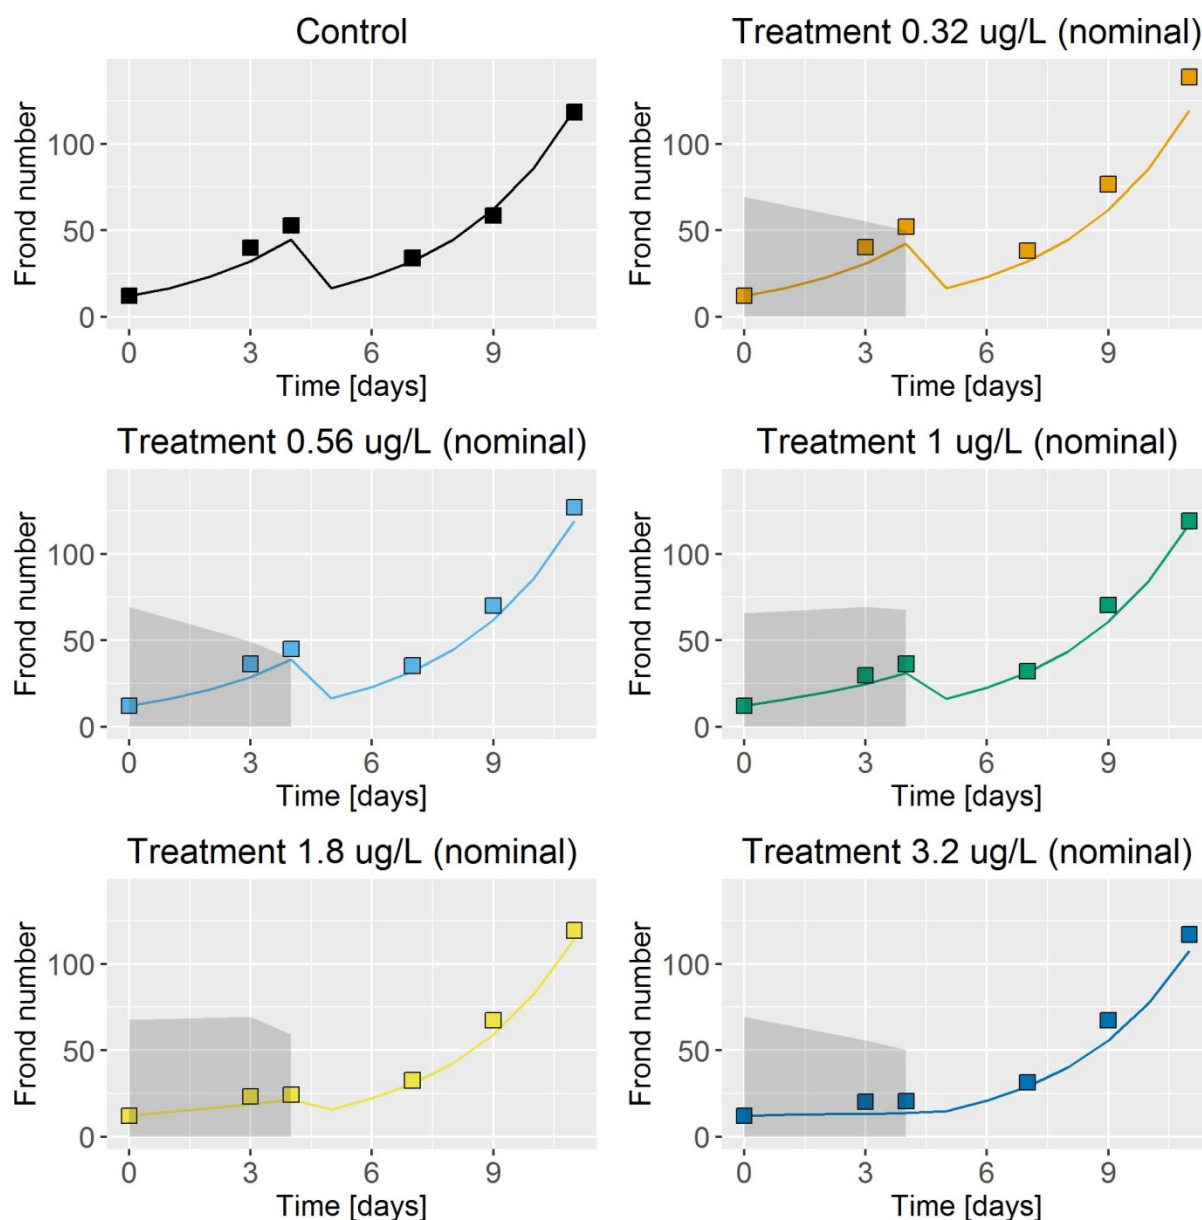 Control
Frond number
100
50
0
0 3 6 9
Time [days]
Treatment 0.32 ug/L (nominal)
Frond number
100
50
0
0 3 6 9
Time [days]
Treatment 0.56 ug/L (nominal)
Frond number
100
50
0
0 3 6 9
Time [days]
Treatment 1 ug/L (nominal)
Frond number
100
50
0
0 3 6 9
Time [days]
Treatment 1.8 ug/L (nominal)
Frond number
100
50
0
0 3 6 9
Time [days]
Treatment 3.2 ug/L (nominal)
Frond number
100
50
0
0 3 6 9
Time [days]